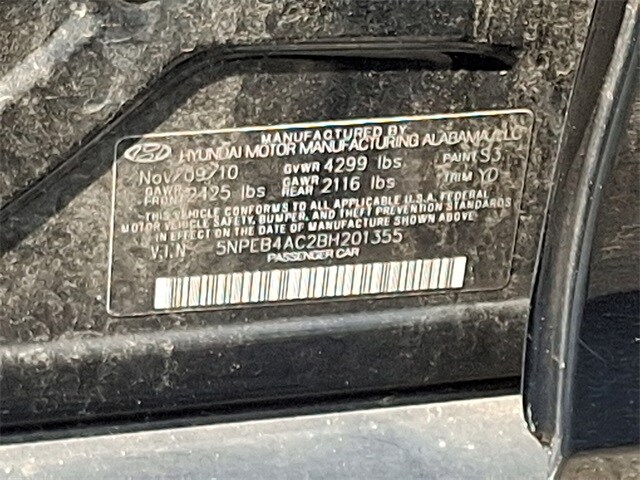 MANUFACTURED BY
HYUNDAI MOTOR MANUFACTURING ALABAMA, LLC
Nov/09/10 GVWR 4299 lbs. PAINT S3
GAWR FRONT 2425 lbs GAWR REAR 2116 lbs TRIM YD
THIS VEHICLE CONFORMS TO ALL APPLICABLE U.S.A. FEDERAL
MOTOR VEHICLE SAFETY, BUMPER, AND THEFT PREVENTION STANDARDS
IN EFFECT ON THE DATE OF MANUFACTURE SHOWN ABOVE.
V.I.N 5NPEB4AC2BH201355
PASSENGER CAR